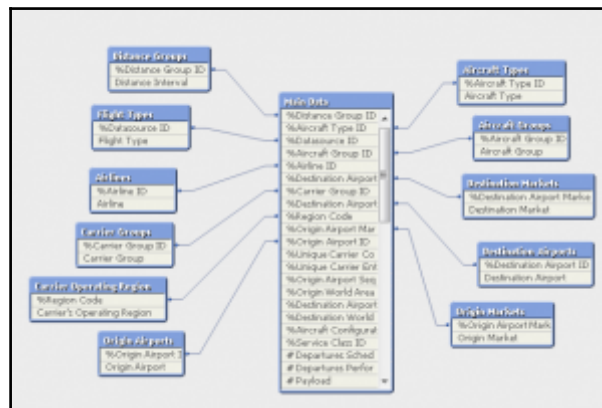 Distance Groups
%Distance Group ID
Distance Interval
Flight Types
%Datasource ID
Flight Type
Airlines
%Airline ID
Airline
Carrier Groups
%Carrier Group ID
Carrier Group
Carrier Operating Region
%Region Code
Carrier's Operating Region
Origin Airports
%Origin Airport I
Origin Airport
Main Data
%Distance Group ID
%Aircraft Type ID
%Datasource ID
%Aircraft Group ID
%Airline ID
%Destination Airport
%Carrier Group ID
%Destination Airport
%Region Code
%Origin Airport Mar
%Origin Airport ID
%Unique Carrier Co
%Unique Carrier Ent
%Origin Airport Seq
%Origin World Area
%Destination Airport
%Destination World
%Aircraft Configurat
%Service Class ID
# Departures Sched
# Departures Perfor
# Payload
Aircraft Types
%Aircraft Type ID
Aircraft Type
Aircraft Groups
%Aircraft Group ID
Aircraft Group
Destination Markets
%Destination Airport Marke
Destination Market
Destination Airports
%Destination Airport ID
Destination Airport
Origin Markets
%Origin Airport Mark
Origin Market